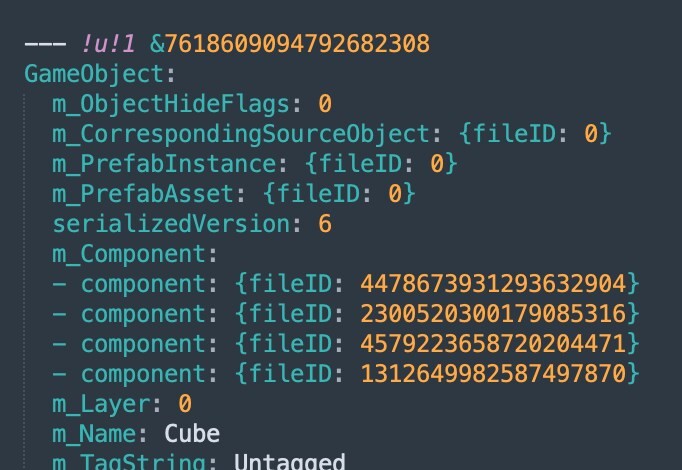 --- !u!1 &7618609094792682308
GameObject:
m_ObjectHideFlags: 0
m_CorrespondingSourceObject: {fileID: 0}
m_PrefabInstance: {fileID: 0}
m_PrefabAsset: {fileID: 0}
serializedVersion: 6
m_Component:
- component: {fileID: 4478673931293632904}
- component: {fileID: 2300520300179085316}
- component: {fileID: 4579223658720204471}
- component: {fileID: 1312649982587497870}
m_Layer: 0
m_Name: Cube
m_TagString: Untagged